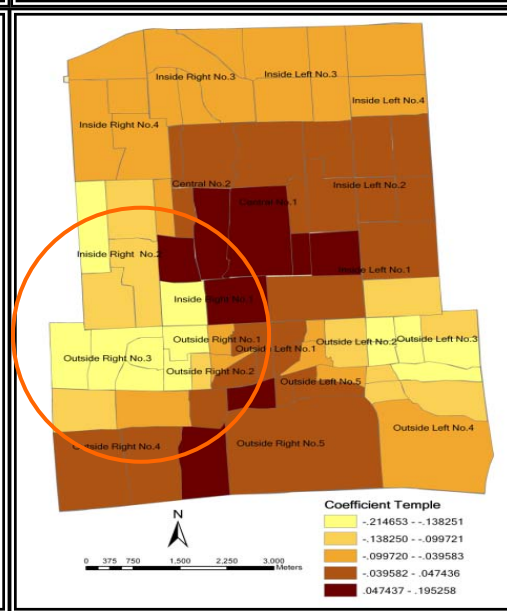 Inside Right No.3
Inside Left No.3
Inside Left No.4
Inside Right No.4
Central No.2
Inside Left No.2
Central No.1
Iniside Right No.2
Inside Left No.1
Inside Right No.1
Outside Right No.1
Outside Left No.1
Outside Left No.2
Outside Left No.3
Outside Right No.3
Outside Right No.2
Outside Left No.5
Outside Left No.4
Outside Right No.4
Outside Right No.5
N
0 375 750 1,500 2,250 3,000
Meters
Coefficient Temple
-.214653 - -.138251
-.138250 - -.099721
-.099720 - -.039583
-.039582 - .047436
.047437 - .195258